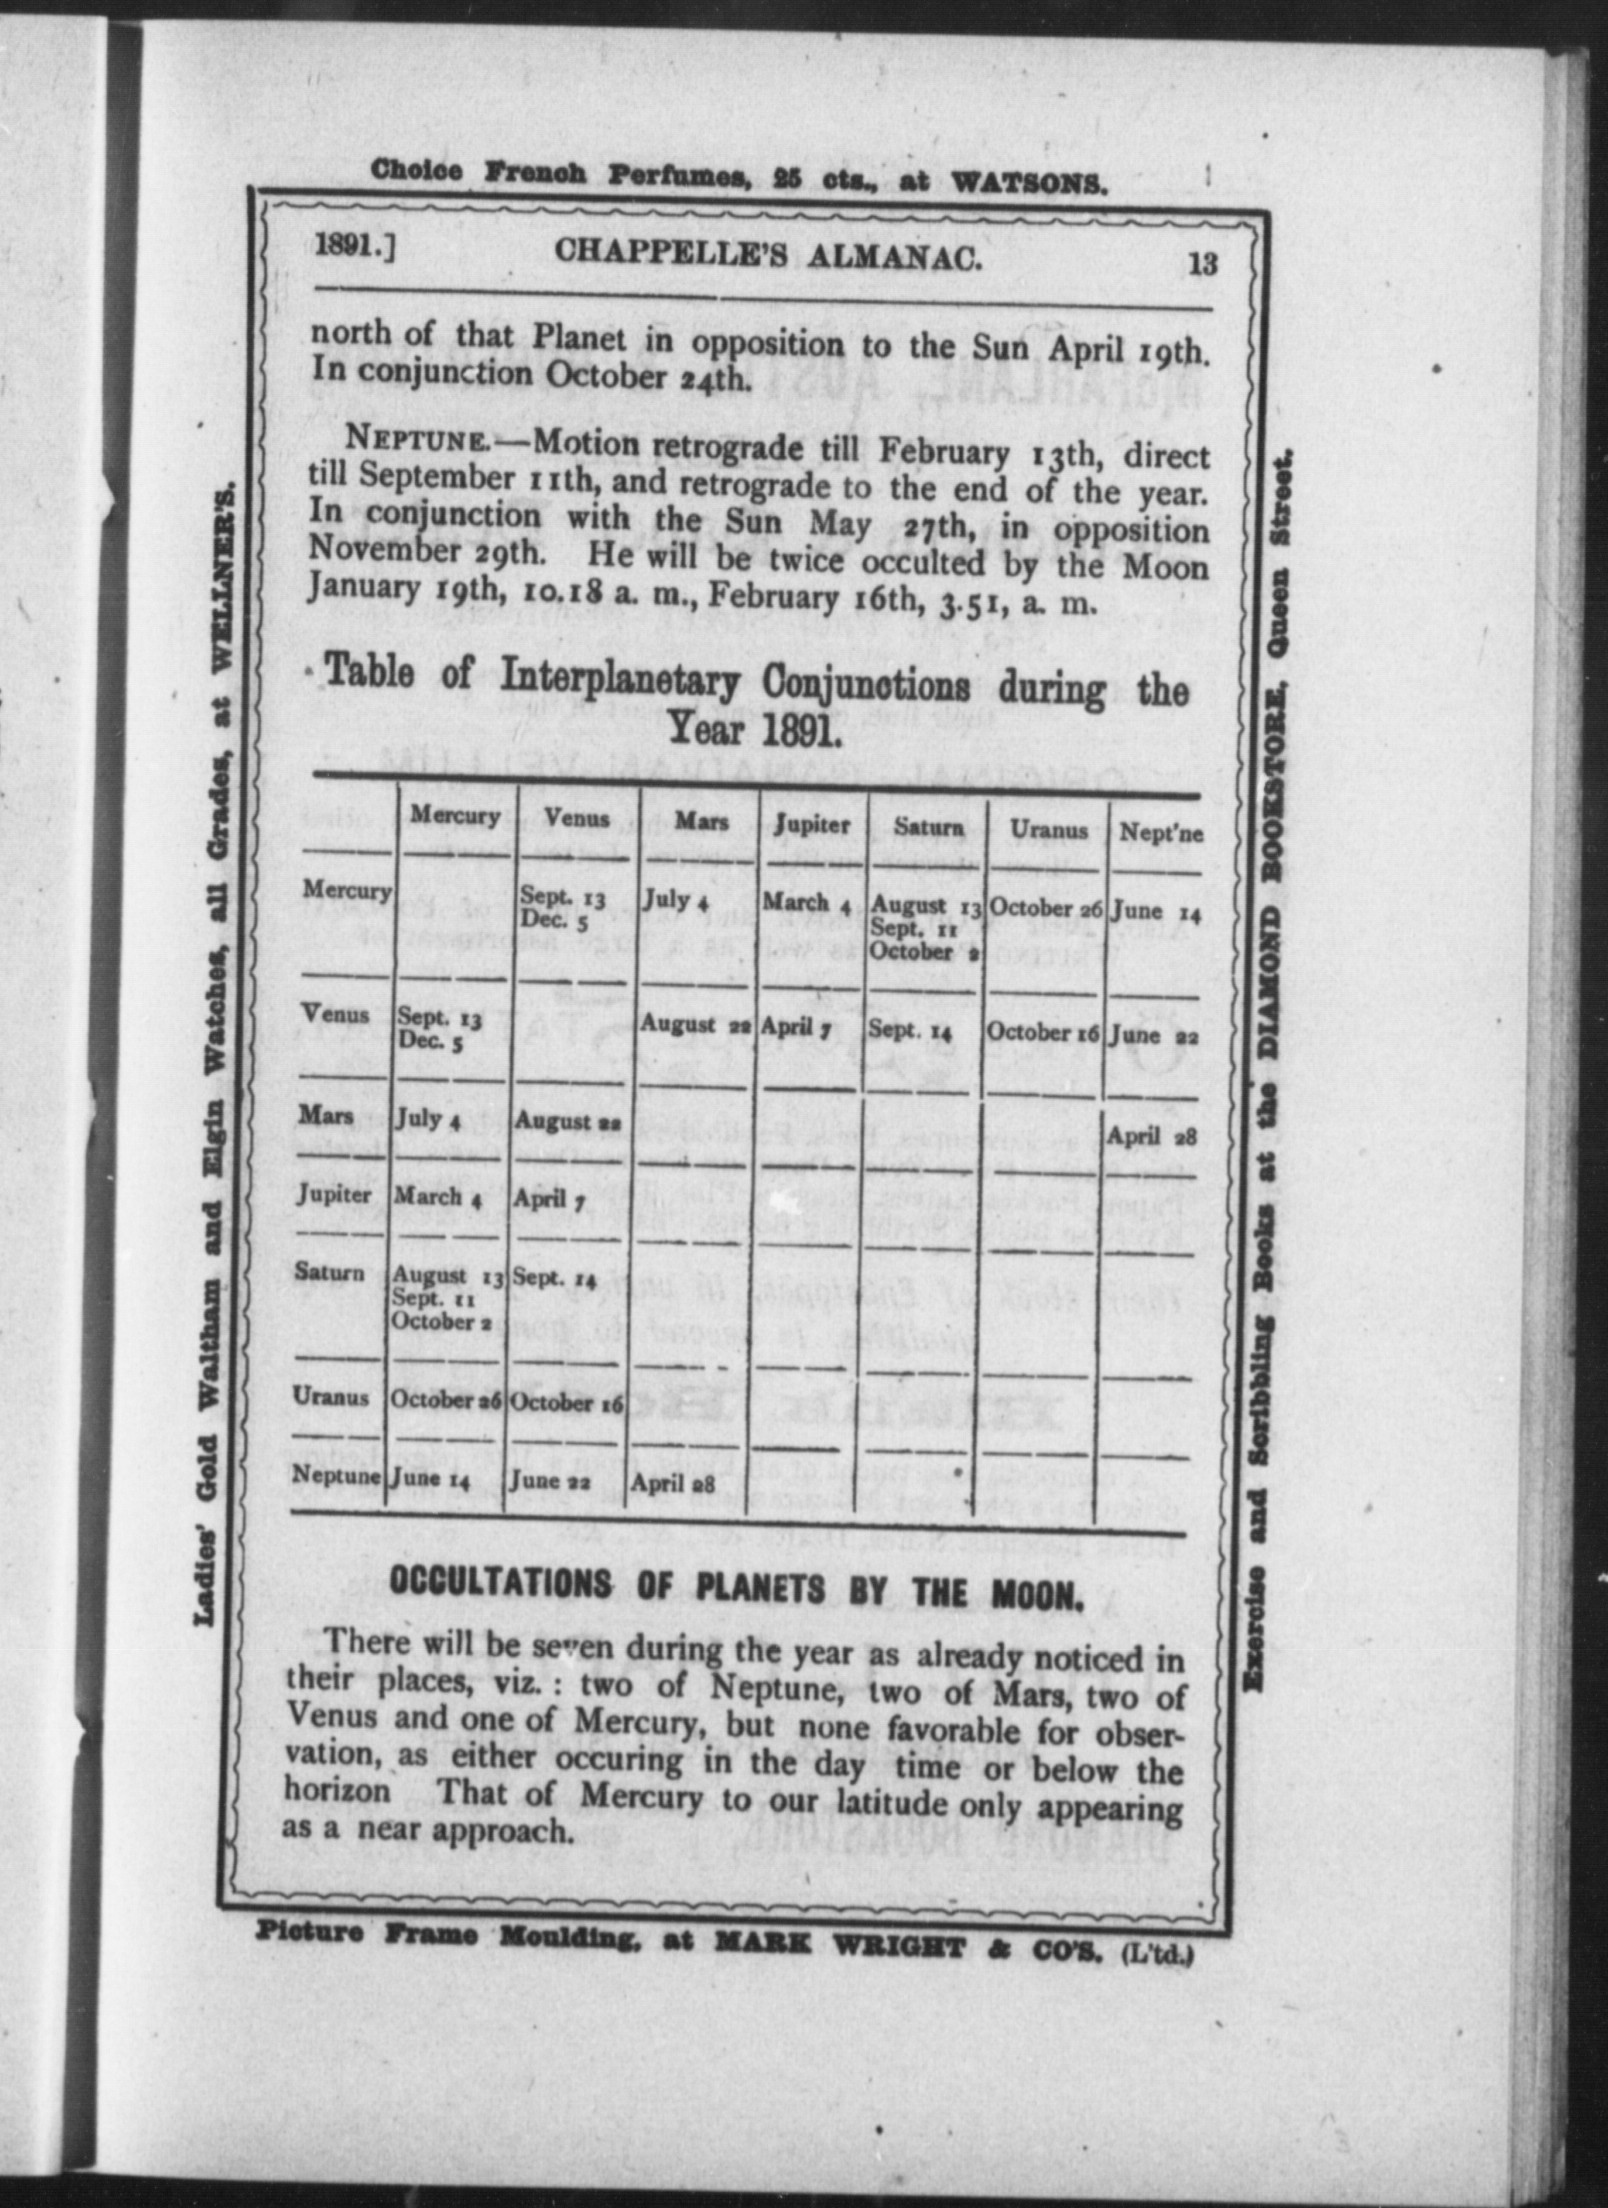 Choice French Perfumes, 25 cts., at WATSONS.
1891.] CHAPPELLE'S ALMANAC. 13
north of that Planet in opposition to the Sun April 19th.
In conjunction October 24th.
NEPTUNE.—Motion retrograde till February 13th, direct
till September 11th, and retrograde to the end of the year.
In conjunction with the Sun May 27th, in opposition
November 29th. He will be twice occulted by the Moon
January 19th, 10.18 a. m., February 16th, 3.51, a. m.
Table of Interplanetary Conjunctions during the
Year 1891.
Mercury Venus Mars Jupiter Saturn Uranus Nept'ne
Mercury Sept. 13 July 4 March 4 August 13 October 26 June 14
Dec. 5 Sept. 11
October 2
Venus Sept. 13 August 22 April 7 Sept. 14 October 16 June 22
Dec. 5
Mars July 4 August 22 April 28
Jupiter March 4 April 7
Saturn August 13 Sept. 14
Sept. 11
October 2
Uranus October 26 October 16
Neptune June 14 June 22 April 28
OCCULTATIONS OF PLANETS BY THE MOON.
There will be seven during the year as already noticed in
their places, viz. : two of Neptune, two of Mars, two of
Venus and one of Mercury, but none favorable for obser-
vation, as either occuring in the day time or below the
horizon That of Mercury to our latitude only appearing
as a near approach.
Picture Frame Moulding, at MARK WRIGHT & CO'S. (L'td.)
Ladies' Gold Waltham and Elgin Watches, all Grades, at WELLNER'S.
Exercise and Scribbling Books at the DIAMOND BOOKSTORE, Queen Street.